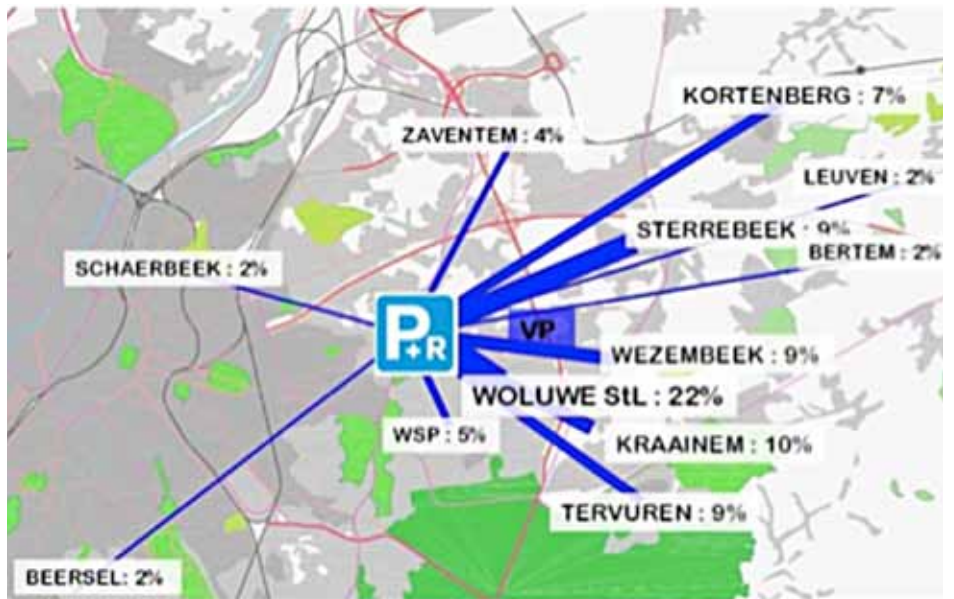 KORTENBERG : 7%
ZAVENTEM : 4%
LEUVEN : 2%
STERREBEEK : 9%
BERTEM : 2%
SCHAERBEEK : 2%
P+R
VP
WEZEMBEEK : 9%
WOLUWE StL : 22%
WSP : 5%
KRAAINEM : 10%
TERVUREN : 9%
BEERSEL: 2%